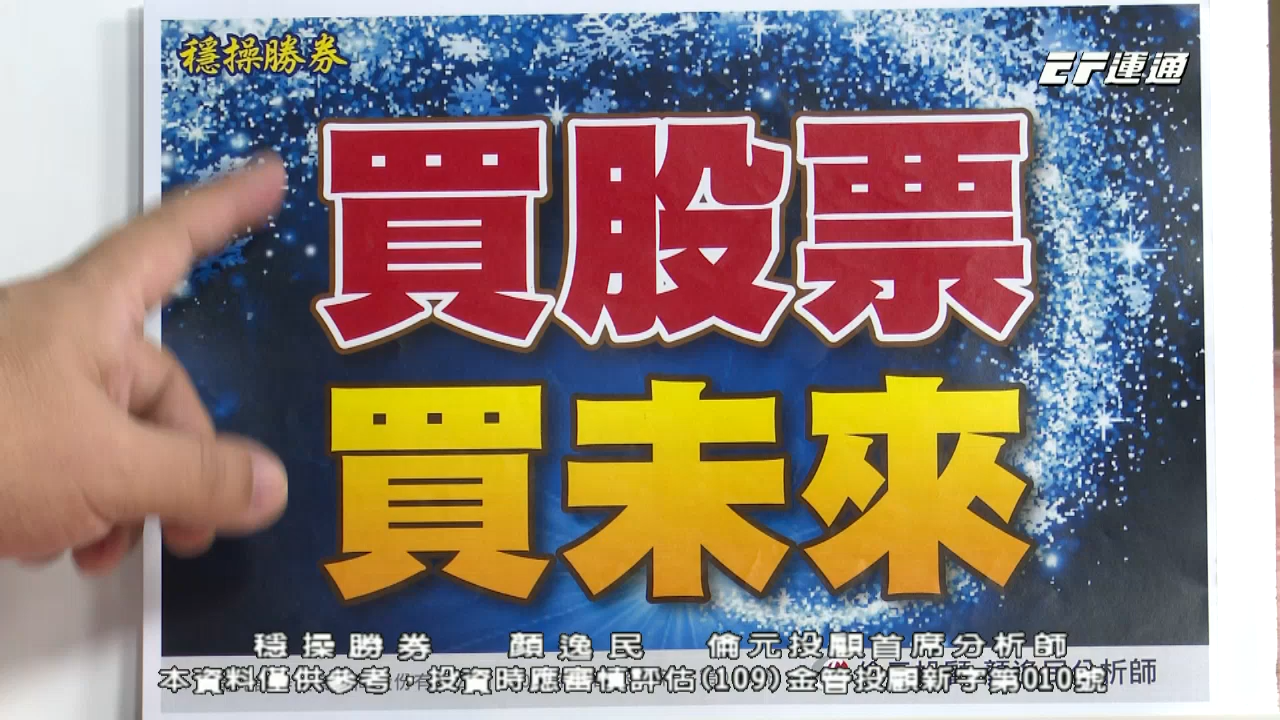 穩操勝券
EF運通
買股票
買未來
穩操勝券 顏逸民 倫元投顧首席分析師
本資料僅供參考，投資時應審慎評估(109)金管投顧新字第010號